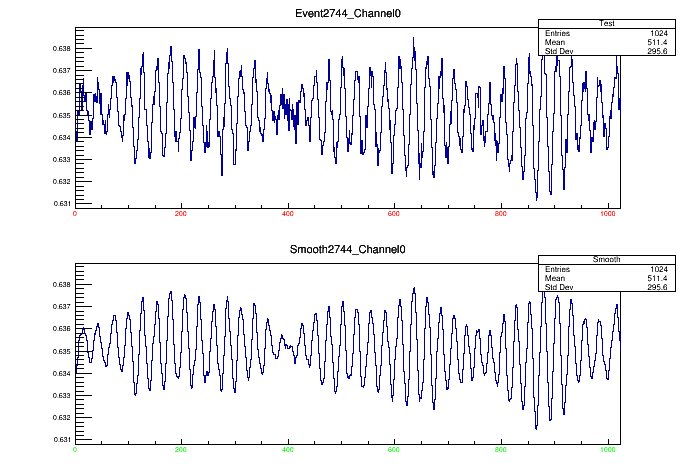 Event2744_Channel0
Test
Entries 1024
Mean 511.4
Std Dev 295.6
0.638
0.637
0.636
0.635
0.634
0.633
0.632
0.631
0 200 400 600 800 1000
Smooth2744_Channel0
Smooth
Entries 1024
Mean 511.4
Std Dev 295.6
0.638
0.637
0.636
0.635
0.634
0.633
0.632
0.631
0 200 400 600 800 1000